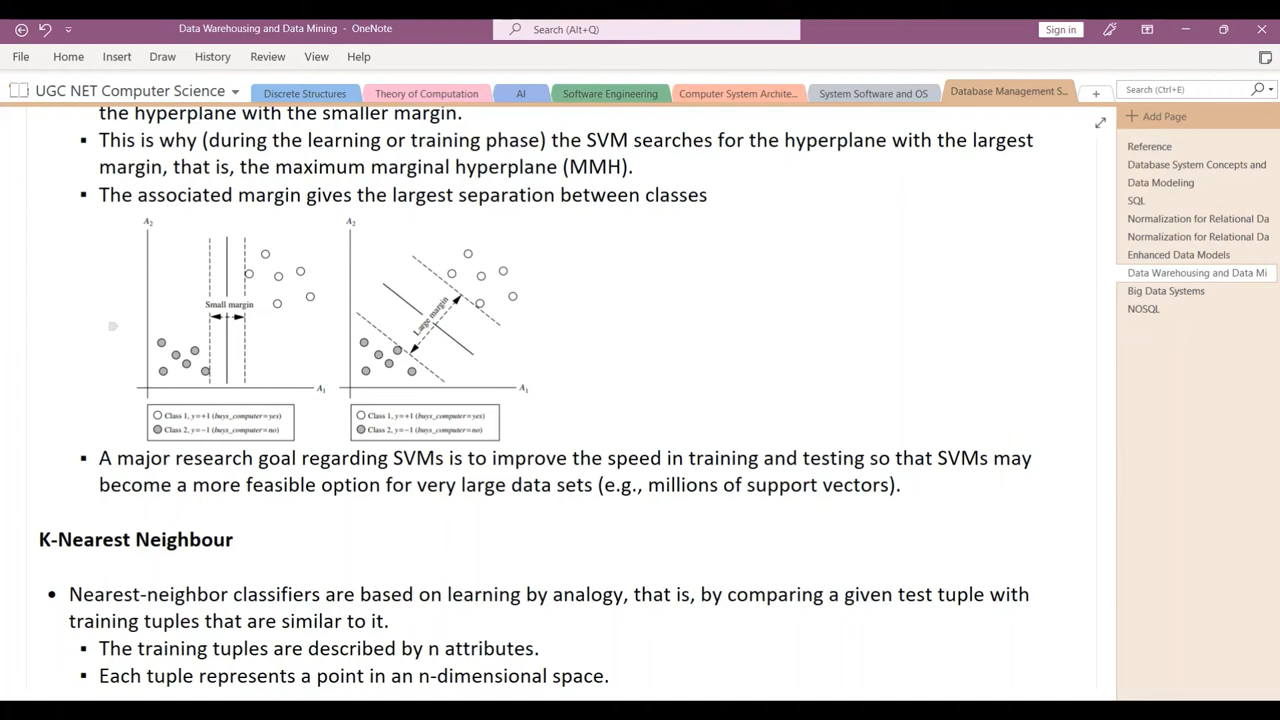 Data Warehousing and Data Mining - OneNote
Search (Alt+Q)
Sign in
File Home Insert Draw History Review View Help
UGC NET Computer Science
Discrete Structures
Theory of Computation
AI
Software Engineering
Computer System Archite...
System Software and OS
Database Management S...
Search (Ctrl+E)
Add Page
Reference
Database System Concepts and
Data Modeling
SQL
Normalization for Relational Da
Normalization for Relational Da
Enhanced Data Models
Data Warehousing and Data Mi
Big Data Systems
NOSQL
the hyperplane with the smaller margin.
▪ This is why (during the learning or training phase) the SVM searches for the hyperplane with the largest
margin, that is, the maximum marginal hyperplane (MMH).
▪ The associated margin gives the largest separation between classes
A2
Small margin
A1
Class 1, y=+1 (buys_computer=yes)
Class 2, y=−1 (buys_computer=no)
A2
Large margin
A1
Class 1, y=+1 (buys_computer=yes)
Class 2, y=−1 (buys_computer=no)
▪ A major research goal regarding SVMs is to improve the speed in training and testing so that SVMs may
become a more feasible option for very large data sets (e.g., millions of support vectors).
K-Nearest Neighbour
• Nearest-neighbor classifiers are based on learning by analogy, that is, by comparing a given test tuple with
training tuples that are similar to it.
▪ The training tuples are described by n attributes.
▪ Each tuple represents a point in an n-dimensional space.